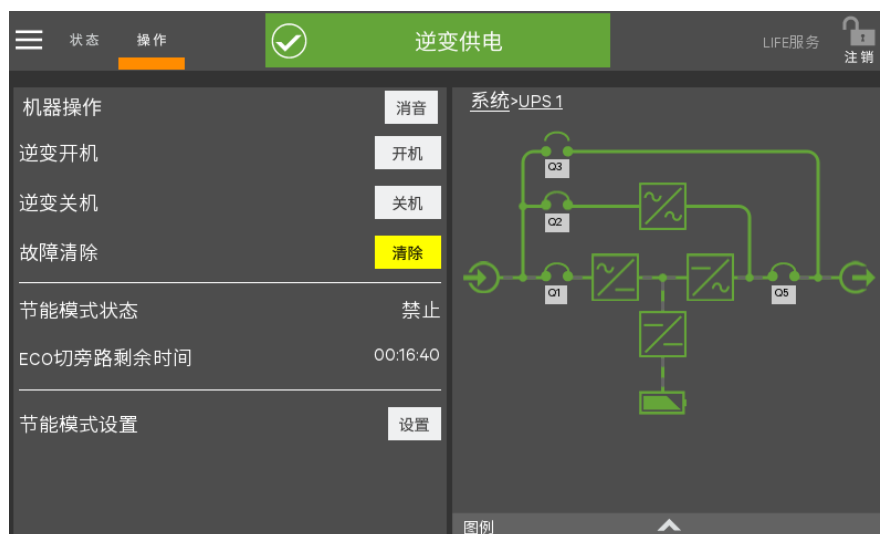 状态 操作 逆变供电 LIFE服务 注销
机器操作 消音
逆变开机 开机
逆变关机 关机
故障清除 清除
节能模式状态 禁止
ECO切旁路剩余时间 00:16:40
节能模式设置 设置
系统>UPS 1
Q3
Q2
Q1 Q5
图例